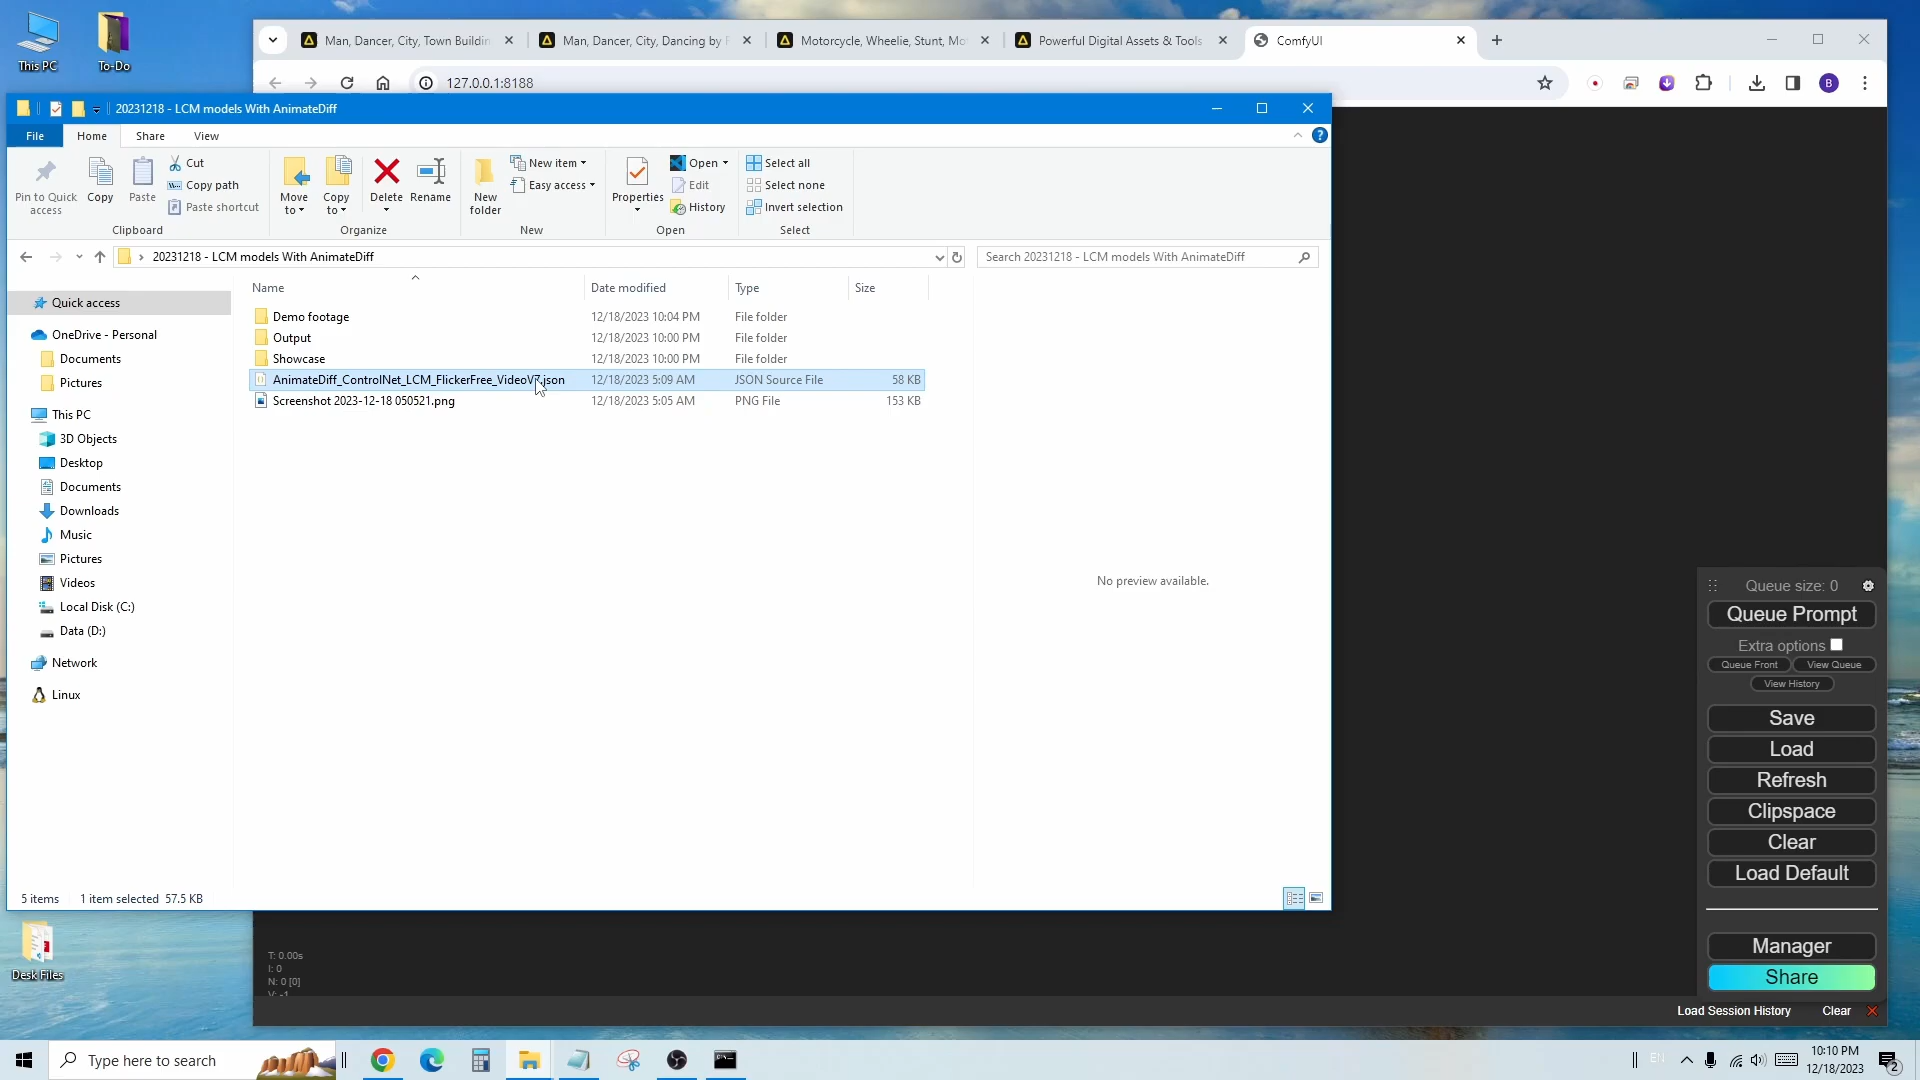 This PC
To-Do
Man, Dancer, City, Town Buildin
Man, Dancer, City, Dancing by
Motorcycle, Wheelie, Stunt, Mo
Powerful Digital Assets & Tools
ComfyUI
127.0.0.1:8188
B
20231218 - LCM models With AnimateDiff
File
Home
Share
View
Pin to Quick access
Copy
Paste
Cut
Copy path
Paste shortcut
Clipboard
Move to
Copy to
Delete
Rename
Organize
New folder
New item
Easy access
New
Properties
Open
Edit
History
Open
Select all
Select none
Invert selection
Select
20231218 - LCM models With AnimateDiff
Search 20231218 - LCM models With AnimateDiff
Name
Date modified
Type
Size
Demo footage 12/18/2023 10:04 PM File folder
Output 12/18/2023 10:00 PM File folder
Showcase 12/18/2023 10:00 PM File folder
AnimateDiff_ControlNet_LCM_FlickerFree_VideoV7.json 12/18/2023 5:09 AM JSON Source File 58 KB
Screenshot 2023-12-18 050521.png 12/18/2023 5:05 AM PNG File 153 KB
Quick access
OneDrive - Personal
Documents
Pictures
This PC
3D Objects
Desktop
Documents
Downloads
Music
Pictures
Videos
Local Disk (C:)
Data (D:)
Network
Linux
No preview available.
5 items 1 item selected 57.5 KB
Desk Files
T: 0.00s
I: 0
N: 0 [0]
V: -1
Queue size: 0
Queue Prompt
Extra options
Queue Front
View Queue
View History
Save
Load
Refresh
Clipspace
Clear
Load Default
Manager
Share
Load Session History
Clear
Type here to search
EN
10:10 PM
12/18/2023
2